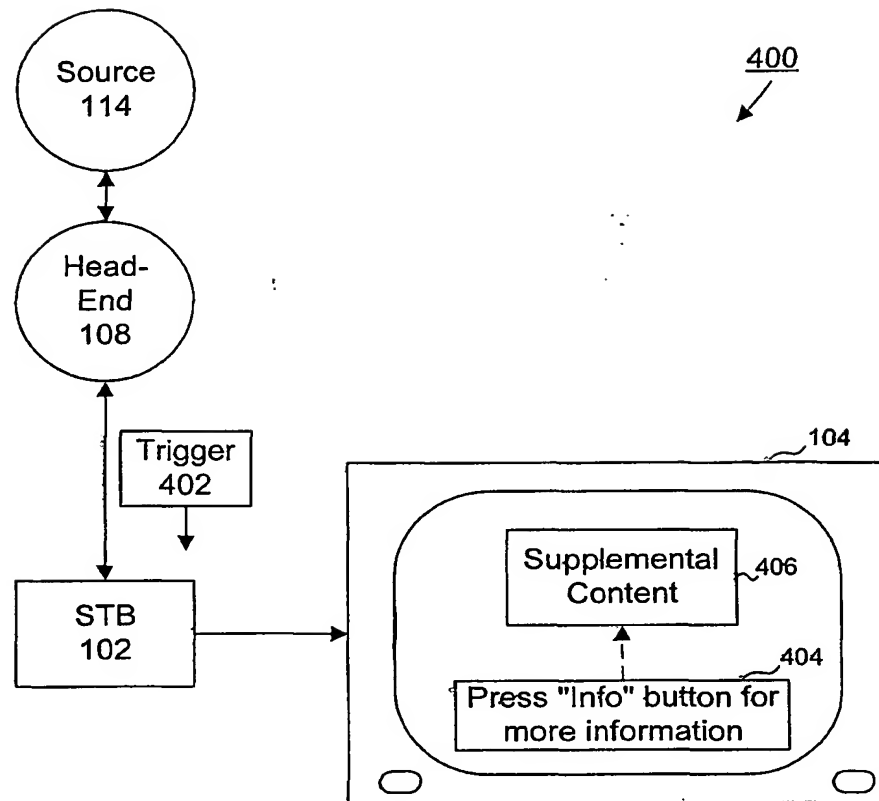 Source
114
400
Head-
End
108
Trigger
402
104
STB
102
Supplemental
Content
406
404
Press "Info" button for
more information